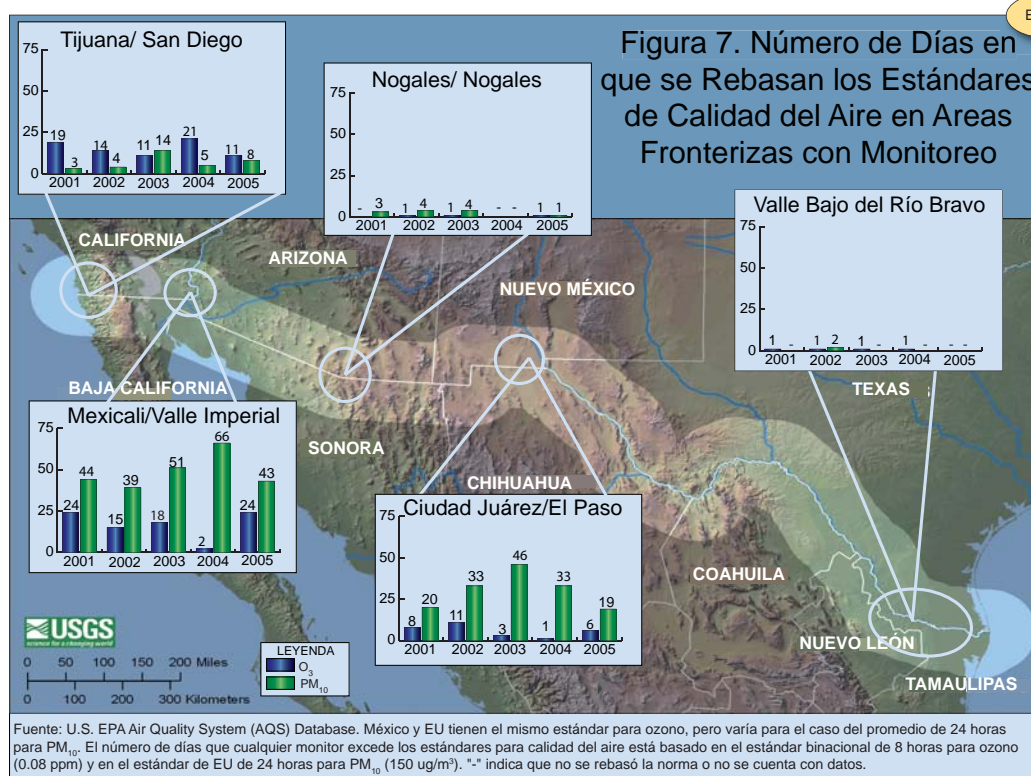 E
Figura 7. Número de Días en
que se Rebasan los Estándares
de Calidad del Aire en Areas
Fronterizas con Monitoreo
Tijuana/ San Diego
75
50
25
0
19 3 14 4 11 14 21 5 11 8
2001 2002 2003 2004 2005
Nogales/ Nogales
75
50
25
0
- 3 1 4 1 4 - - 1 1
2001 2002 2003 2004 2005
Valle Bajo del Río Bravo
75
50
25
0
1 - 1 2 1 - 1 - - -
2001 2002 2003 2004 2005
CALIFORNIA
ARIZONA
NUEVO MÉXICO
TEXAS
BAJA CALIFORNIA
SONORA
CHIHUAHUA
COAHUILA
NUEVO LEÓN
TAMAULIPAS
Mexicali/Valle Imperial
75
50
25
0
24 44 15 39 18 51 2 66 24 43
2001 2002 2003 2004 2005
Ciudad Juárez/El Paso
75
50
25
0
8 20 11 33 3 46 1 33 6 19
2001 2002 2003 2004 2005
USGS
science for a changing world
0 50 100 150 200 Miles
0 100 200 300 Kilometers
LEYENDA
O₃
PM₁₀
Fuente: U.S. EPA Air Quality System (AQS) Database. México y EU tienen el mismo estándar para ozono, pero varía para el caso del promedio de 24 horas
para PM₁₀. El número de días que cualquier monitor excede los estándares para calidad del aire está basado en el estándar binacional de 8 horas para ozono
(0.08 ppm) y en el estándar de EU de 24 horas para PM₁₀ (150 ug/m³). "-" indica que no se rebasó la norma o no se cuenta con datos.